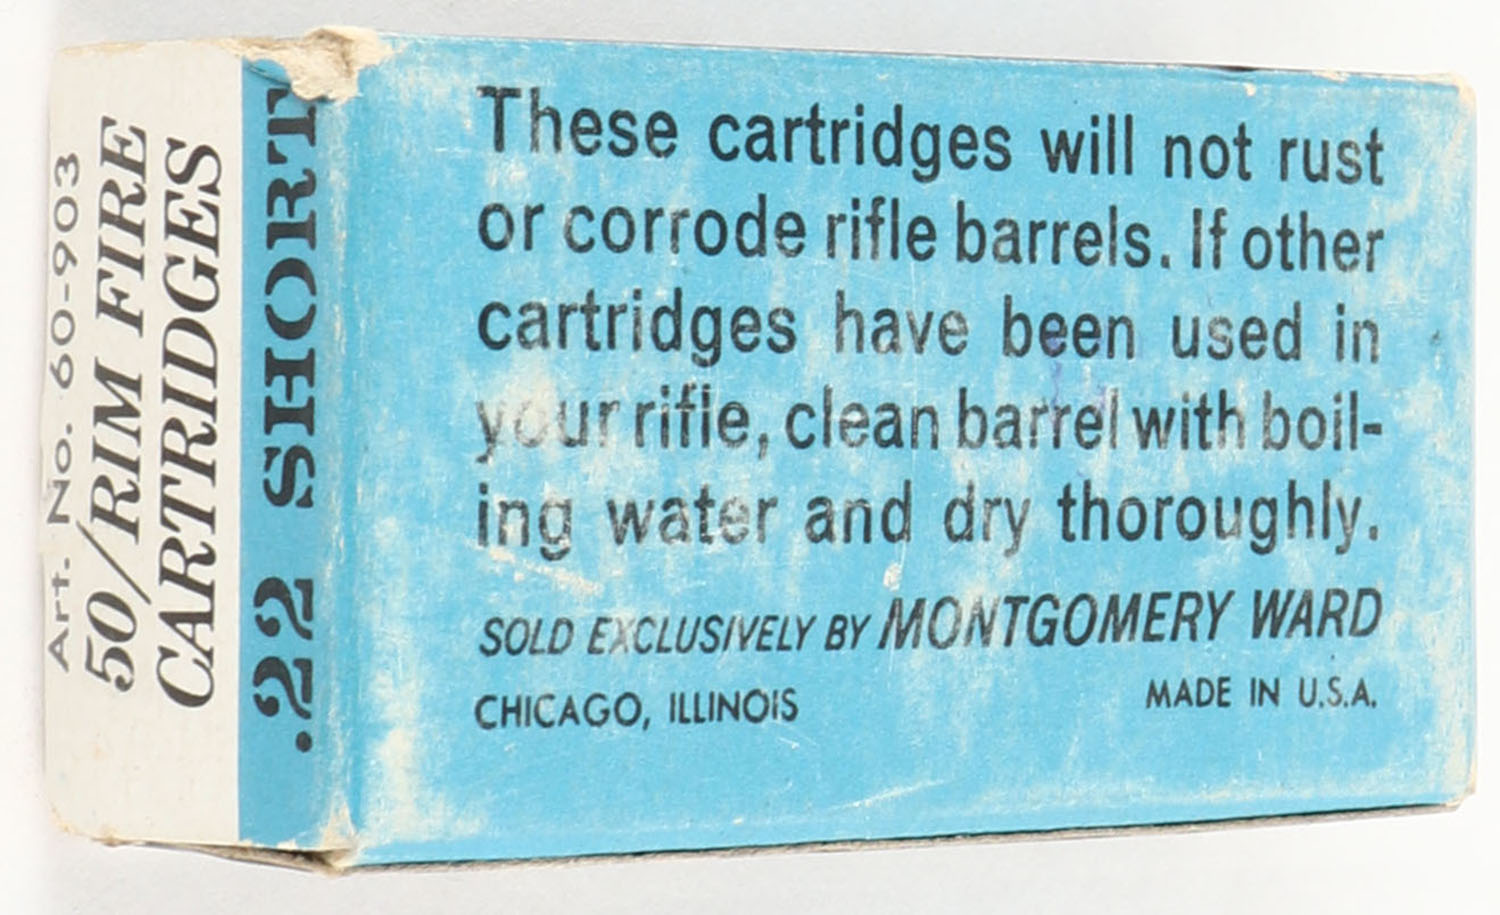 Art. No. 60-903
50/RIM FIRE
CARTRIDGES
.22 SHORT
These cartridges will not rust
or corrode rifle barrels. If other
cartridges have been used in
your rifle, clean barrel with boil-
ing water and dry thoroughly.
SOLD EXCLUSIVELY BY MONTGOMERY WARD
CHICAGO, ILLINOIS MADE IN U.S.A.